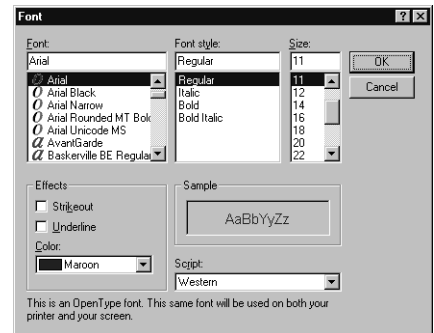 Font
Font: Font style: Size:
Arial Regular 11
Arial Regular 11
Arial Black Italic 12
Arial Narrow Bold 14
Arial Rounded MT Bold Bold Italic 16
Arial Unicode MS 18
AvantGarde 20
Baskerville BE Regular 22
OK
Cancel
Effects
Strikeout
Underline
Color:
Maroon
Sample
AaBbYyZz
Script:
Western
This is an OpenType font. This same font will be used on both your
printer and your screen.